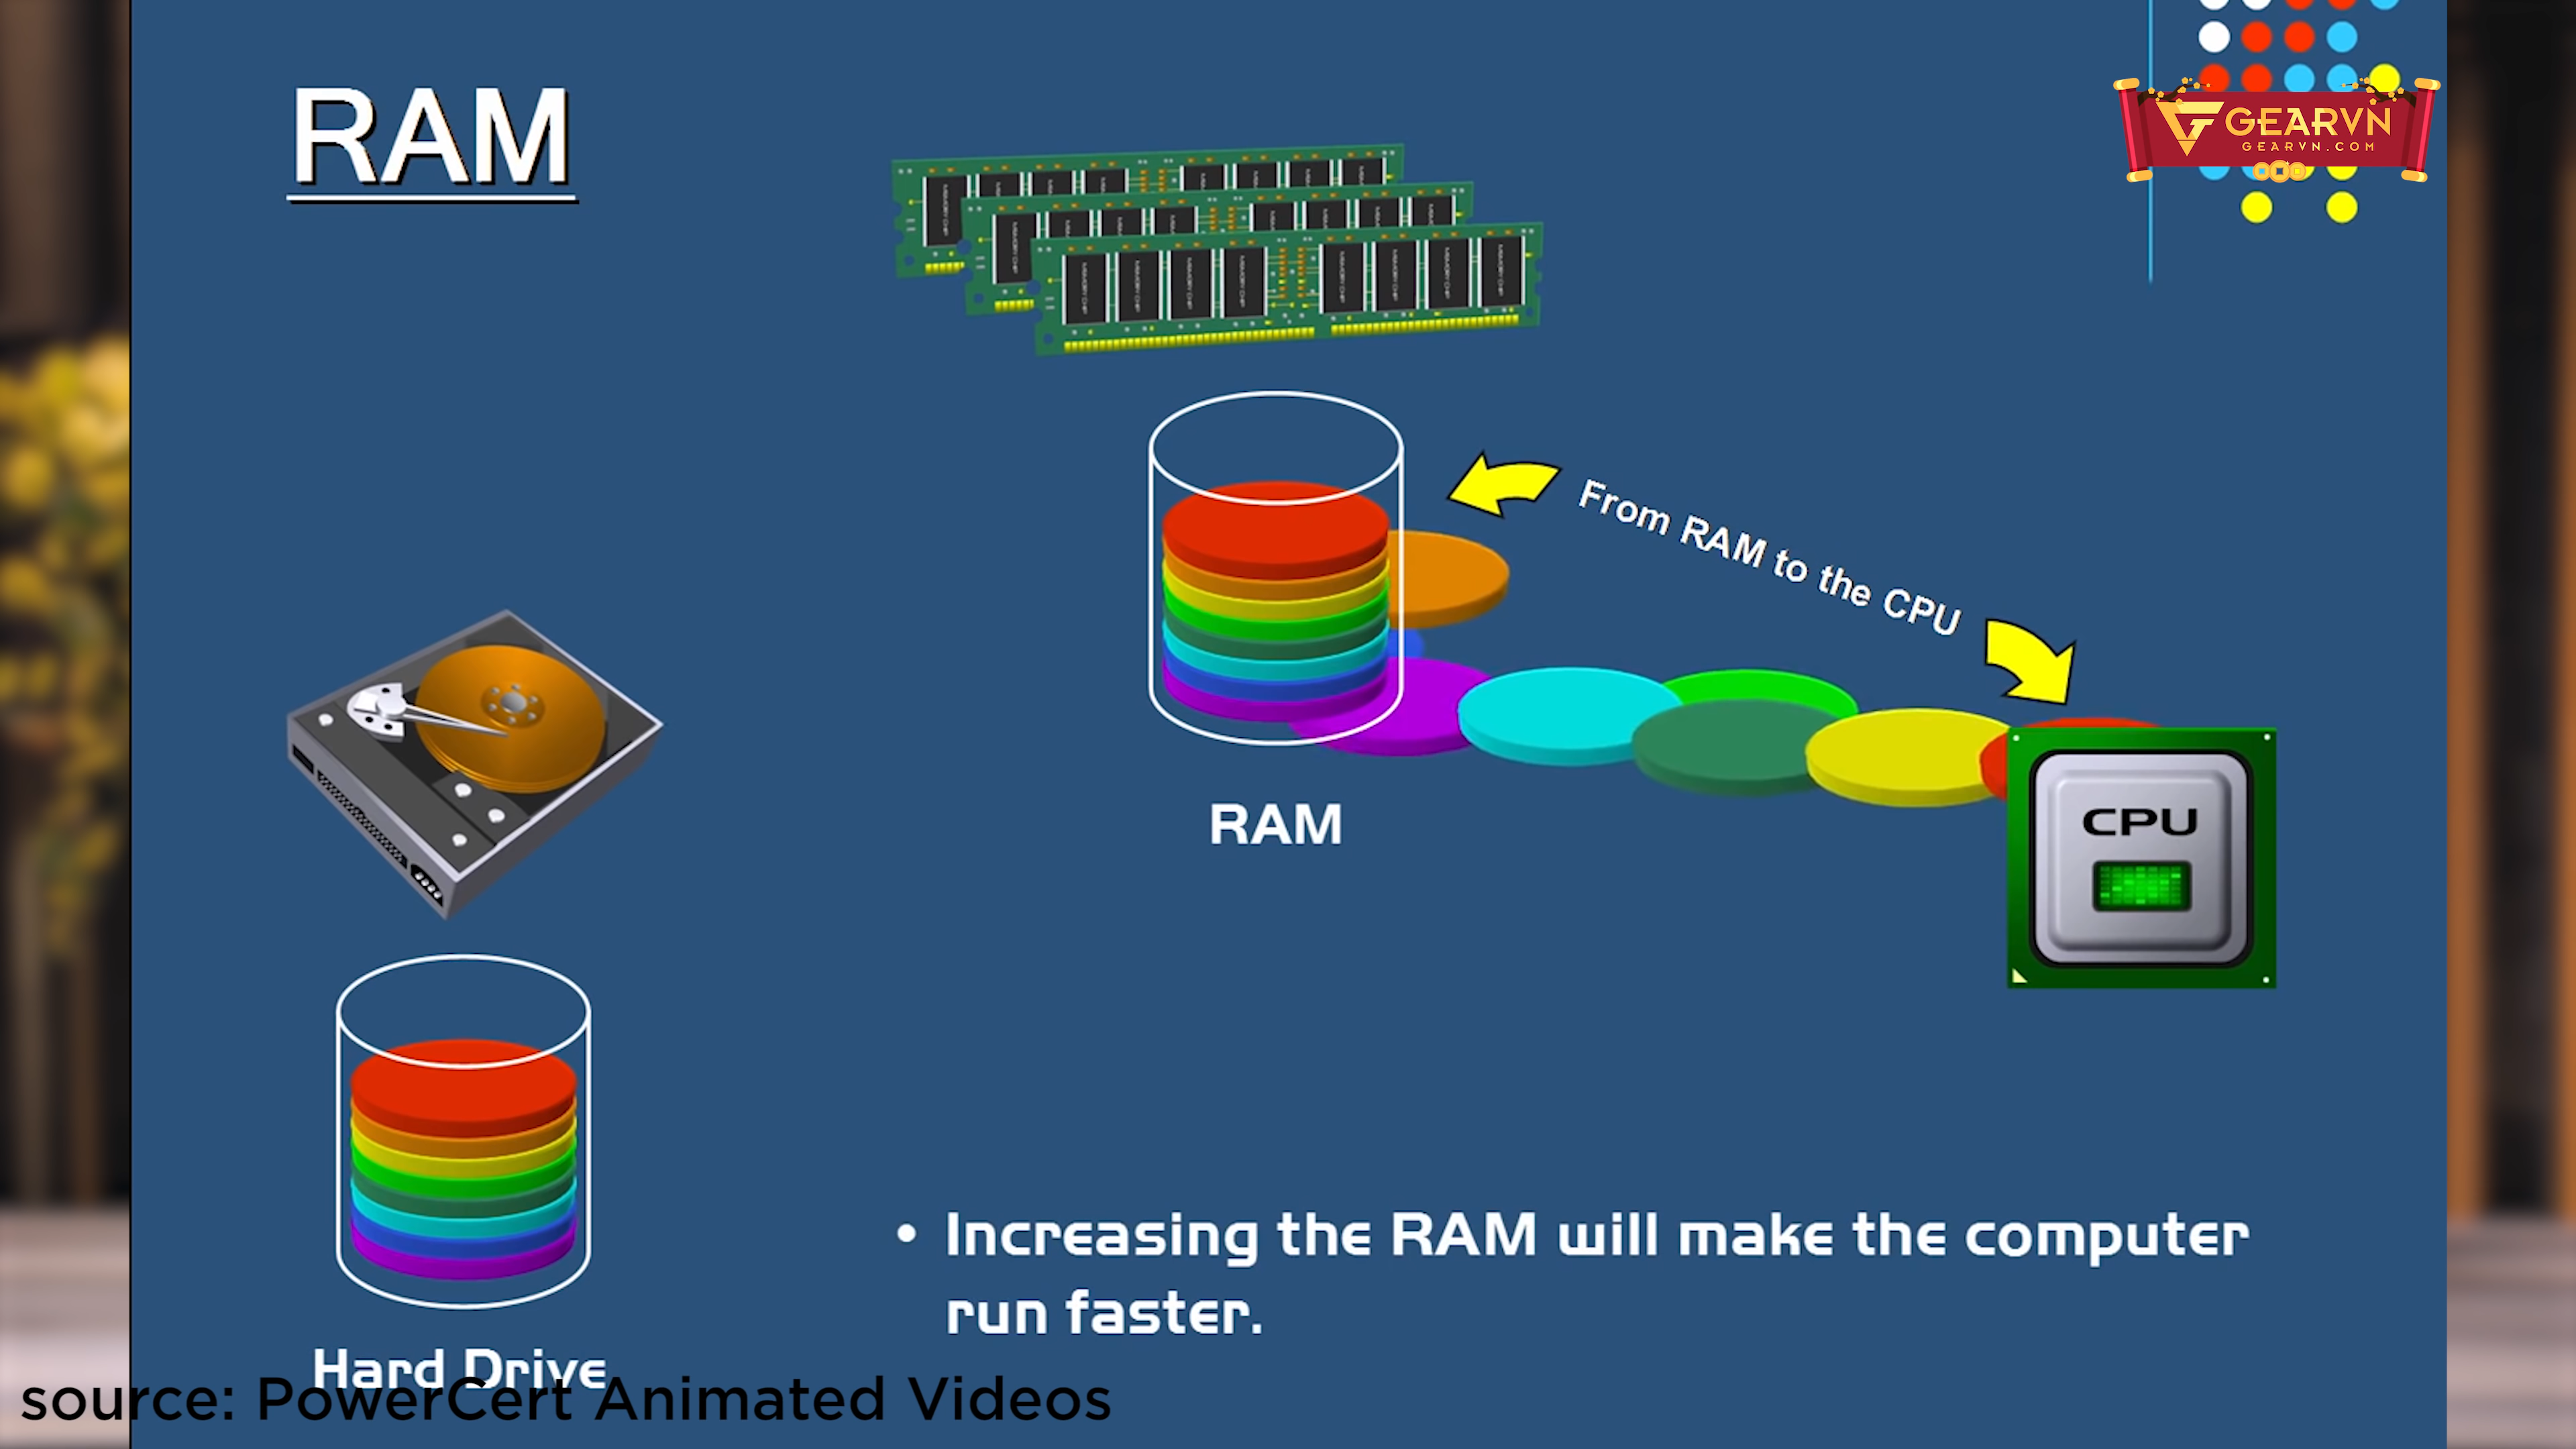 RAM
GEARVN
GEARVN.COM
From RAM to the CPU
RAM
CPU
• Increasing the RAM will make the computer
run faster.
Hard Drive
source: PowerCert Animated Videos